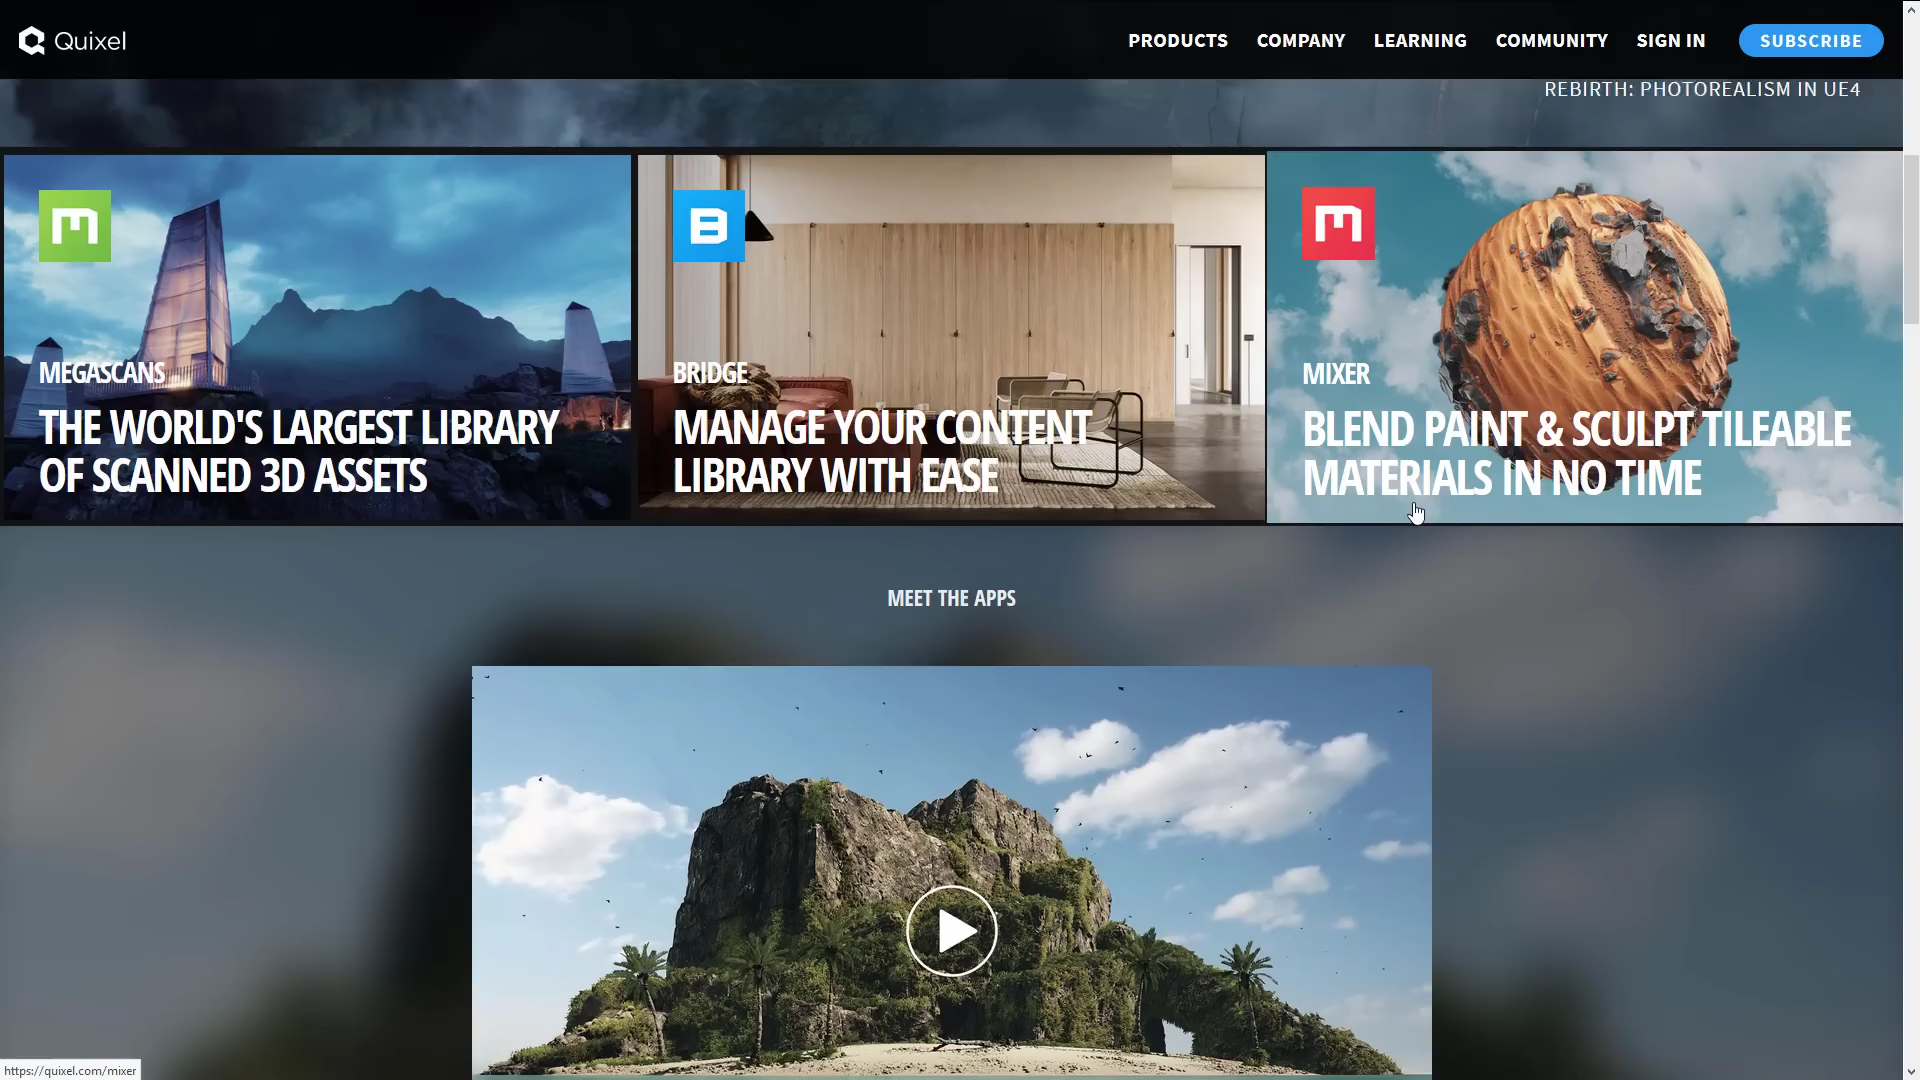 Quixel
PRODUCTS
COMPANY
LEARNING
COMMUNITY
SIGN IN
SUBSCRIBE
REBIRTH: PHOTOREALISM IN UE4
MEGASCANS
THE WORLD'S LARGEST LIBRARY
OF SCANNED 3D ASSETS
B
BRIDGE
MANAGE YOUR CONTENT
LIBRARY WITH EASE
MIXER
BLEND PAINT & SCULPT TILEABLE
MATERIALS IN NO TIME
MEET THE APPS
https://quixel.com/mixer